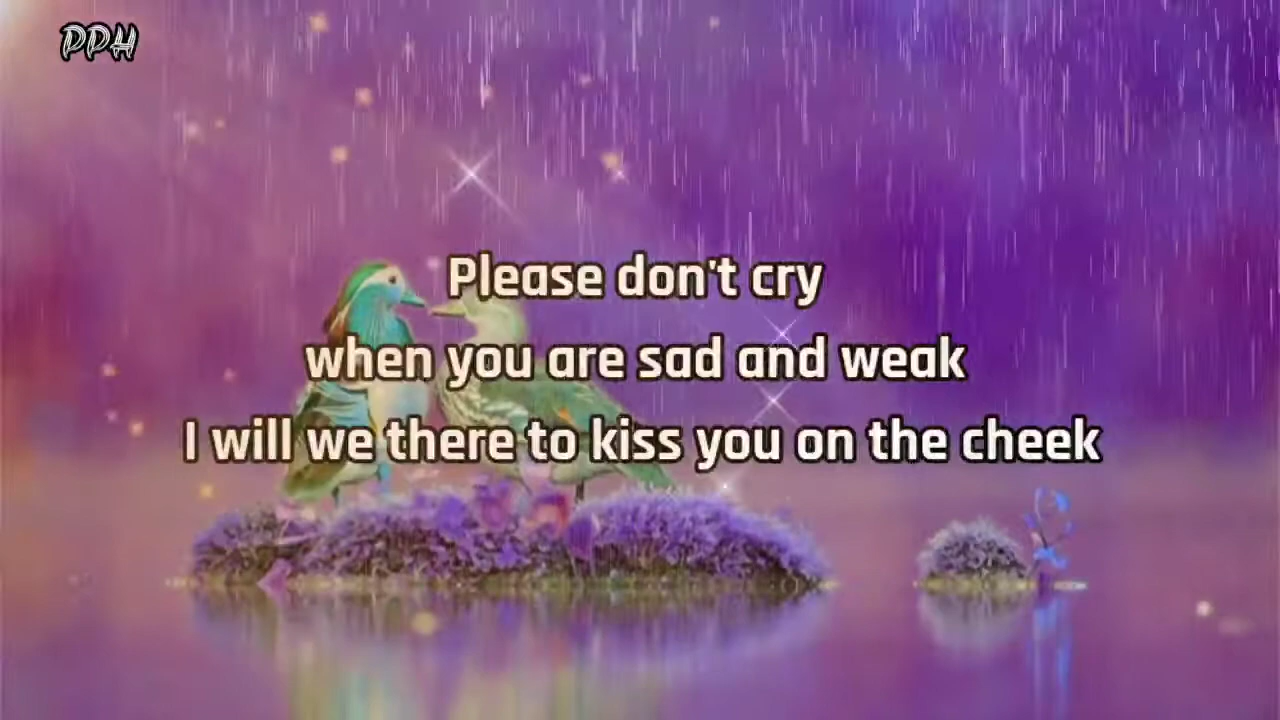 PPH
Please don't cry
when you are sad and weak
I will we there to kiss you on the cheek